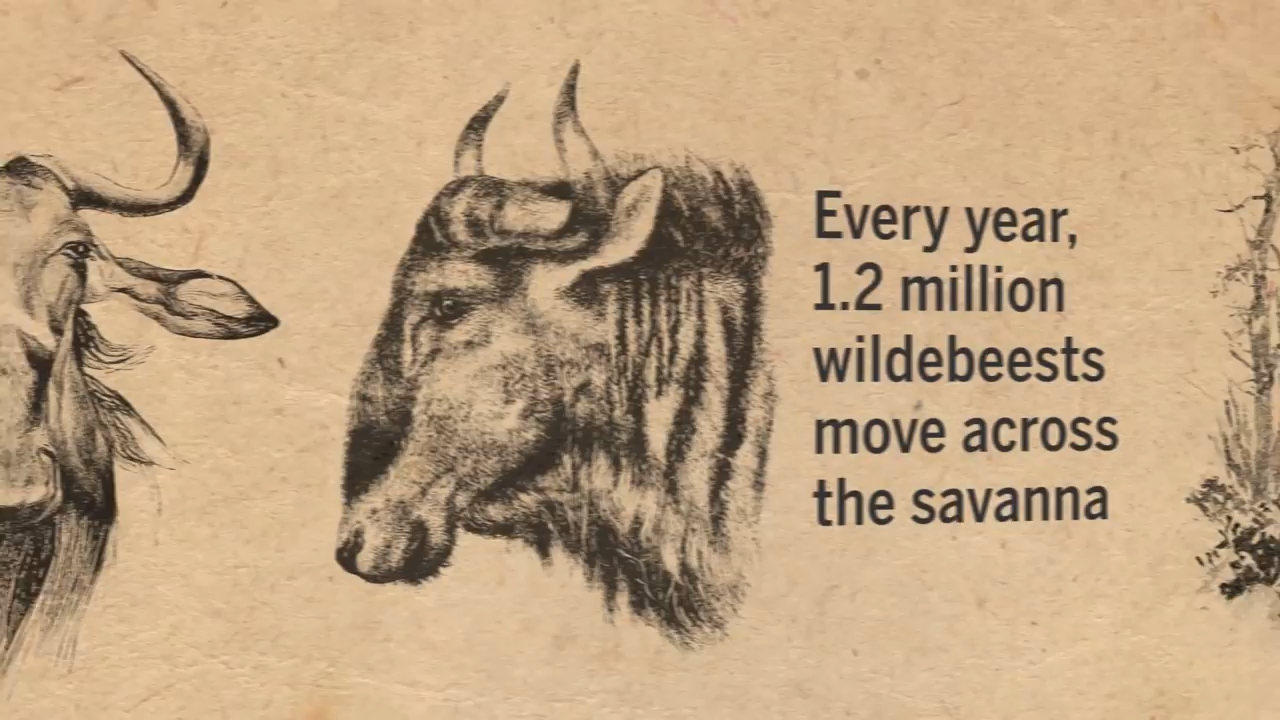 Every year,
1.2 million
wildebeests
move across
the savanna